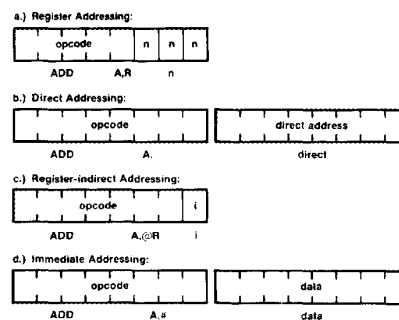 a.) Register Addressing:
opcode n n n
ADD A,R n
b.) Direct Addressing:
opcode direct address
ADD A, direct
c.) Register-indirect Addressing:
opcode i
ADD A,@R i
d.) Immediate Addressing:
opcode data
ADD A,# data